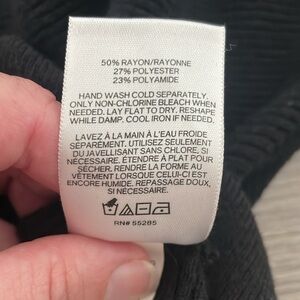 50% RAYON/RAYONNE
27% POLYESTER
23% POLYAMIDE
HAND WASH COLD SEPARATELY.
ONLY NON-CHLORINE BLEACH WHEN
NEEDED. LAY FLAT TO DRY. RESHAPE
WHILE DAMP. COOL IRON IF NEEDED.
LAVEZ À LA MAIN À L'EAU FROIDE
SÉPARÉMENT. UTILISEZ SEULEMENT
DU JAVELLISANT SANS CHLORE, SI
NÉCESSAIRE. ÉTENDRE À PLAT POUR
SÉCHER. RENDRE LA FORME AU
VÊTEMENT LORSQUE CELUI-CI EST
ENCORE HUMIDE. REPASSAGE DOUX,
SI NÉCESSAIRE.
RN# 55285